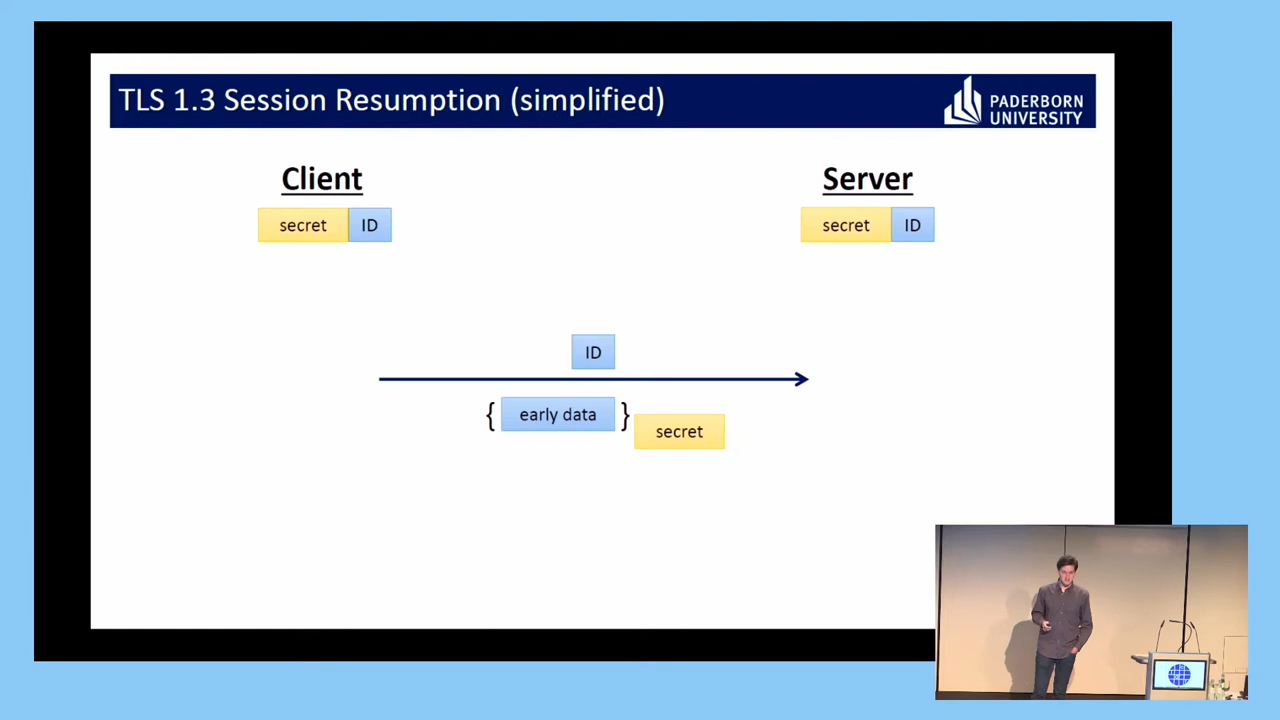 TLS 1.3 Session Resumption (simplified)
PADERBORN
UNIVERSITY
Client
Server
secret ID
secret ID
ID
{ early data }
secret